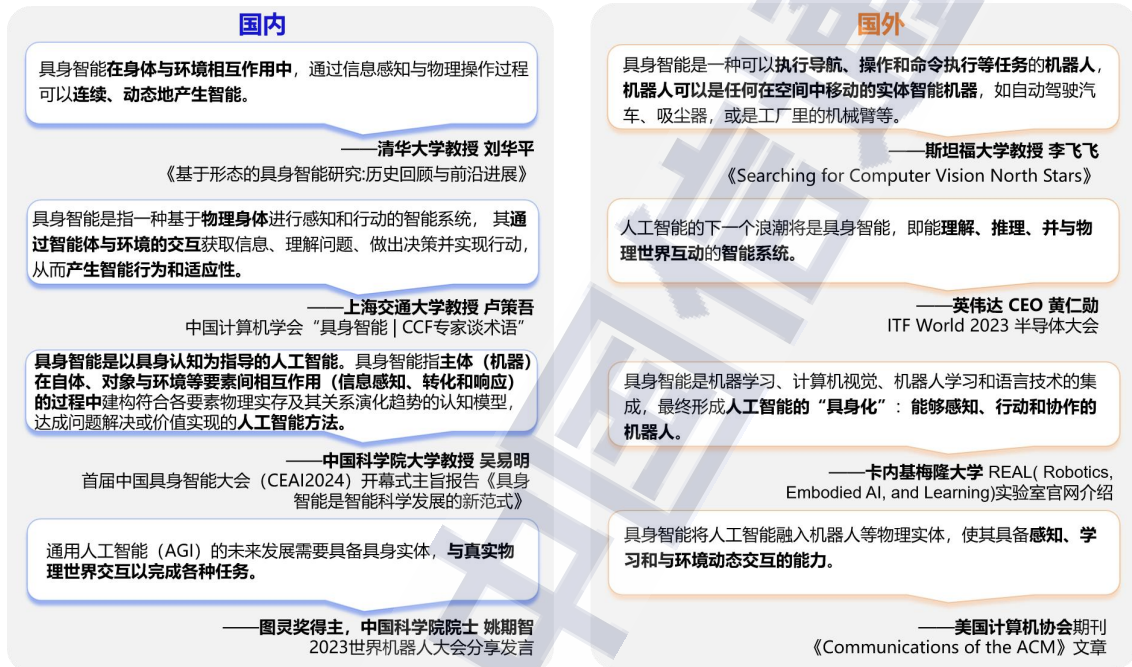 国内
具身智能在身体与环境相互作用中，通过信息感知与物理操作过程
可以连续、动态地产生智能。
——清华大学教授 刘华平
《基于形态的具身智能研究:历史回顾与前沿进展》
具身智能是指一种基于物理身体进行感知和行动的智能系统， 其通
过智能体与环境的交互获取信息、理解问题、做出决策并实现行动，
从而产生智能行为和适应性。
——上海交通大学教授 卢策吾
中国计算机学会“具身智能 | CCF专家谈术语”
具身智能是以具身认知为指导的人工智能。具身智能指主体（机器）
在自体、对象与环境等要素间相互作用（信息感知、转化和响应）
的过程中建构符合各要素物理实存及其关系演化趋势的认知模型，
达成问题解决或价值实现的人工智能方法。
——中国科学院大学教授 吴易明
首届中国具身智能大会（CEAI2024）开幕式主旨报告《具身
智能是智能科学发展的新范式》
通用人工智能（AGI）的未来发展需要具备具身实体，与真实物
理世界交互以完成各种任务。
——图灵奖得主，中国科学院院士 姚期智
2023世界机器人大会分享发言
国外
具身智能是一种可以执行导航、操作和命令执行等任务的机器人，
机器人可以是任何在空间中移动的实体智能机器，如自动驾驶汽
车、吸尘器，或是工厂里的机械臂等。
——斯坦福大学教授 李飞飞
《Searching for Computer Vision North Stars》
人工智能的下一个浪潮将是具身智能，即能理解、推理、并与物
理世界互动的智能系统。
——英伟达 CEO 黄仁勋
ITF World 2023 半导体大会
具身智能是机器学习、计算机视觉、机器人学习和语言技术的集
成，最终形成人工智能的“具身化”：能够感知、行动和协作的
机器人。
——卡内基梅隆大学 REAL( Robotics,
Embodied AI, and Learning)实验室官网介绍
具身智能将人工智能融入机器人等物理实体，使其具备感知、学
习和与环境动态交互的能力。
——美国计算机协会期刊
《Communications of the ACM》文章
中国信通